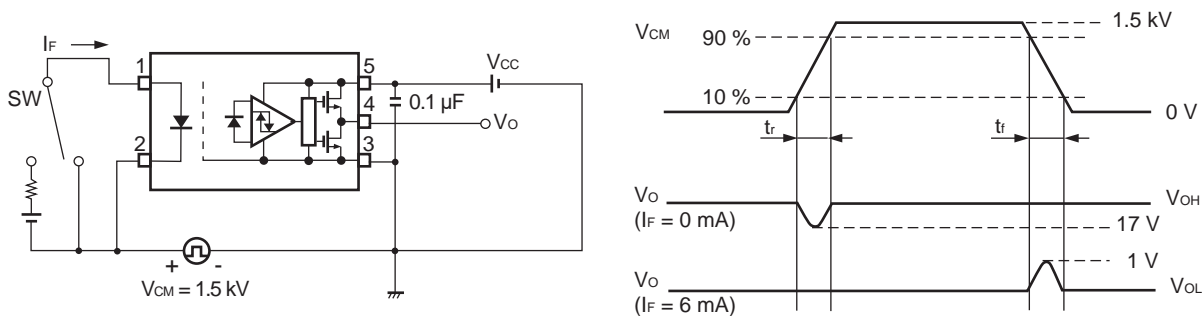 IF
SW
1
2
5
4
3
VCC
0.1 µF
VO
+ -
VCM = 1.5 kV
VCM
90 %
10 %
1.5 kV
0 V
tr
tf
VO
(IF = 0 mA)
VOH
17 V
VO
(IF = 6 mA)
1 V
VOL